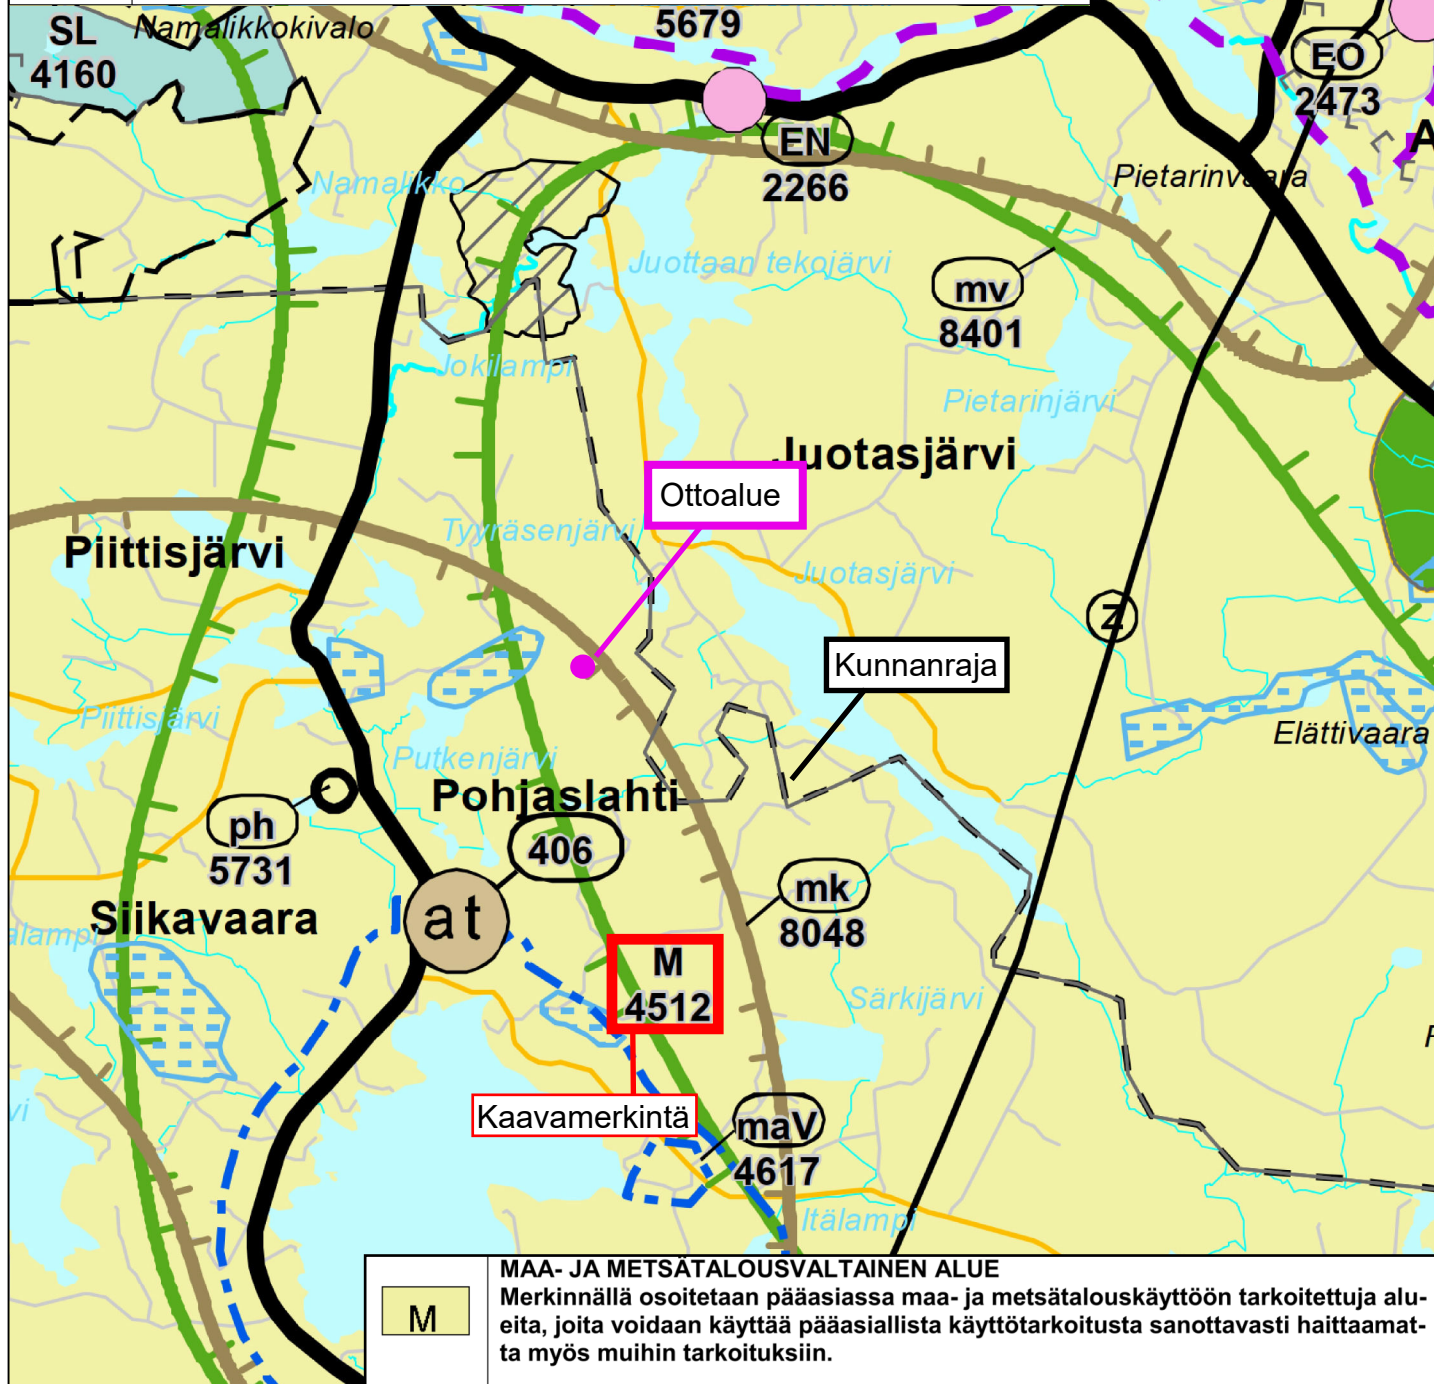 SL
4160
Namalikkokivalo
5679
EO
2473
A
EN
2266
Pietarinvaara
Namalikko
Juottaan tekojärvi
mv
8401
Jokilampi
Pietarinjärvi
Juotasjärvi
Ottoalue
Tyyräsenjärvi
Piittisjärvi
Juotasjärvi
Z
Kunnanraja
Piittisjärvi
Elättivaara
Putkenjärvi
Pohjaslahti
ph
5731
406
mk
8048
Siikavaara
alampi
at
M
4512
Särkijärvi
vi
Kaavamerkintä
maV
4617
Itälampi
M
MAA- JA METSÄTALOUSVALTAINEN ALUE
Merkinnällä osoitetaan pääasiassa maa- ja metsätalouskäyttöön tarkoitettuja alu-
eita, joita voidaan käyttää pääasiallista käyttötarkoitusta sanottavasti haittaamat-
ta myös muihin tarkoituksiin.